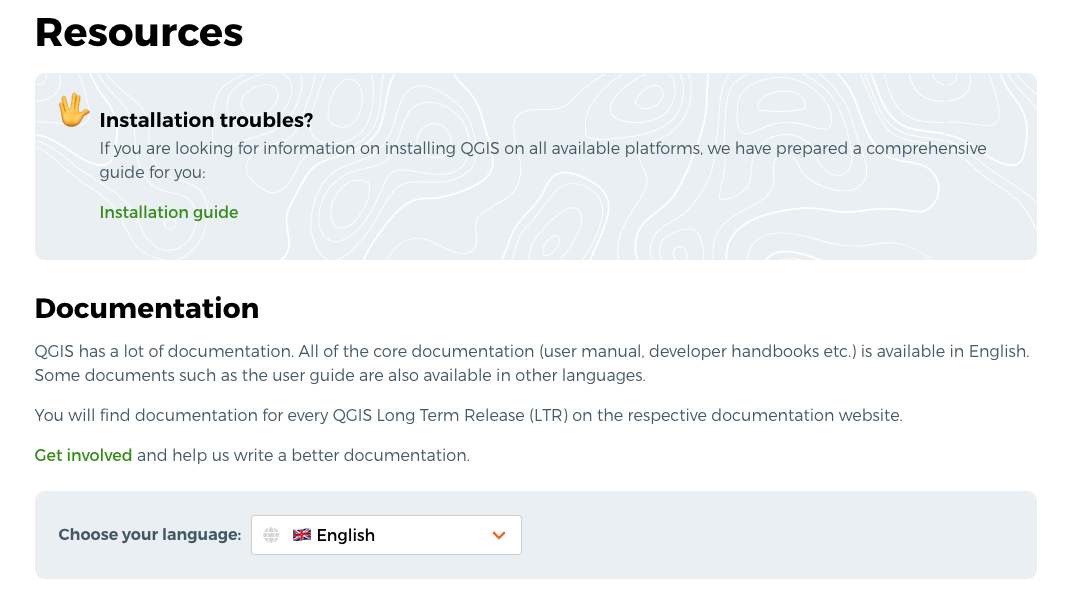 Resources
Installation troubles?
If you are looking for information on installing QGIS on all available platforms, we have prepared a comprehensive
guide for you:
Installation guide
Documentation
QGIS has a lot of documentation. All of the core documentation (user manual, developer handbooks etc.) is available in English.
Some documents such as the user guide are also available in other languages.
You will find documentation for every QGIS Long Term Release (LTR) on the respective documentation website.
Get involved and help us write a better documentation.
Choose your language: English